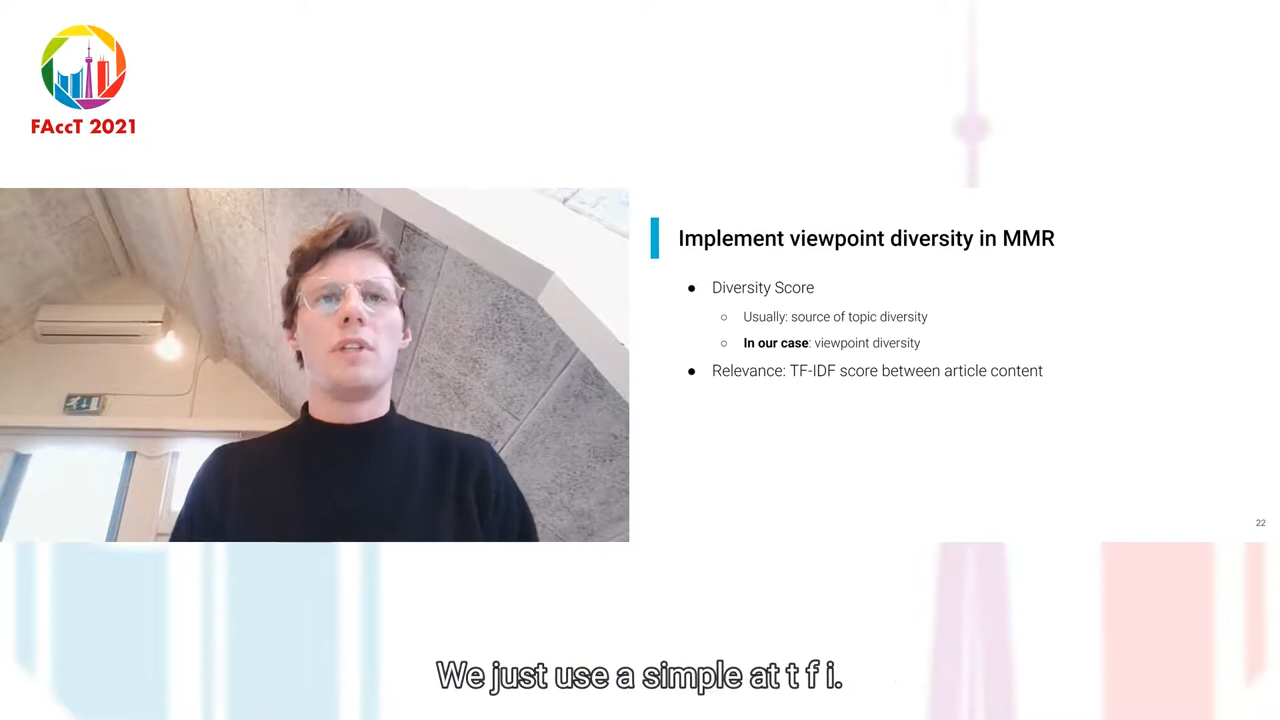 FAccT 2021
Implement viewpoint diversity in MMR
● Diversity Score
○ Usually: source of topic diversity
○ In our case: viewpoint diversity
● Relevance: TF-IDF score between article content
22
We just use a simple at t f i.